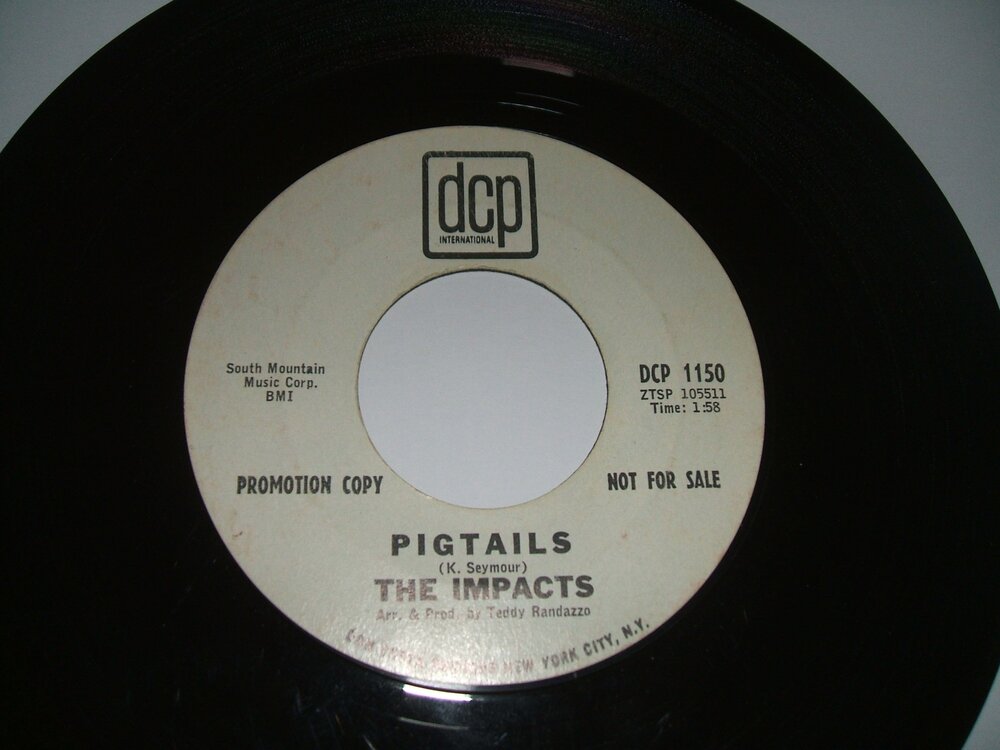 dcp
INTERNATIONAL
South Mountain
Music Corp.
BMI
DCP 1150
ZTSP 105511
Time: 1:58
PROMOTION COPY
NOT FOR SALE
PIGTAILS
(K. Seymour)
THE IMPACTS
Arr. & Prod. by Teddy Randazzo
NEW YORK CITY, N.Y.